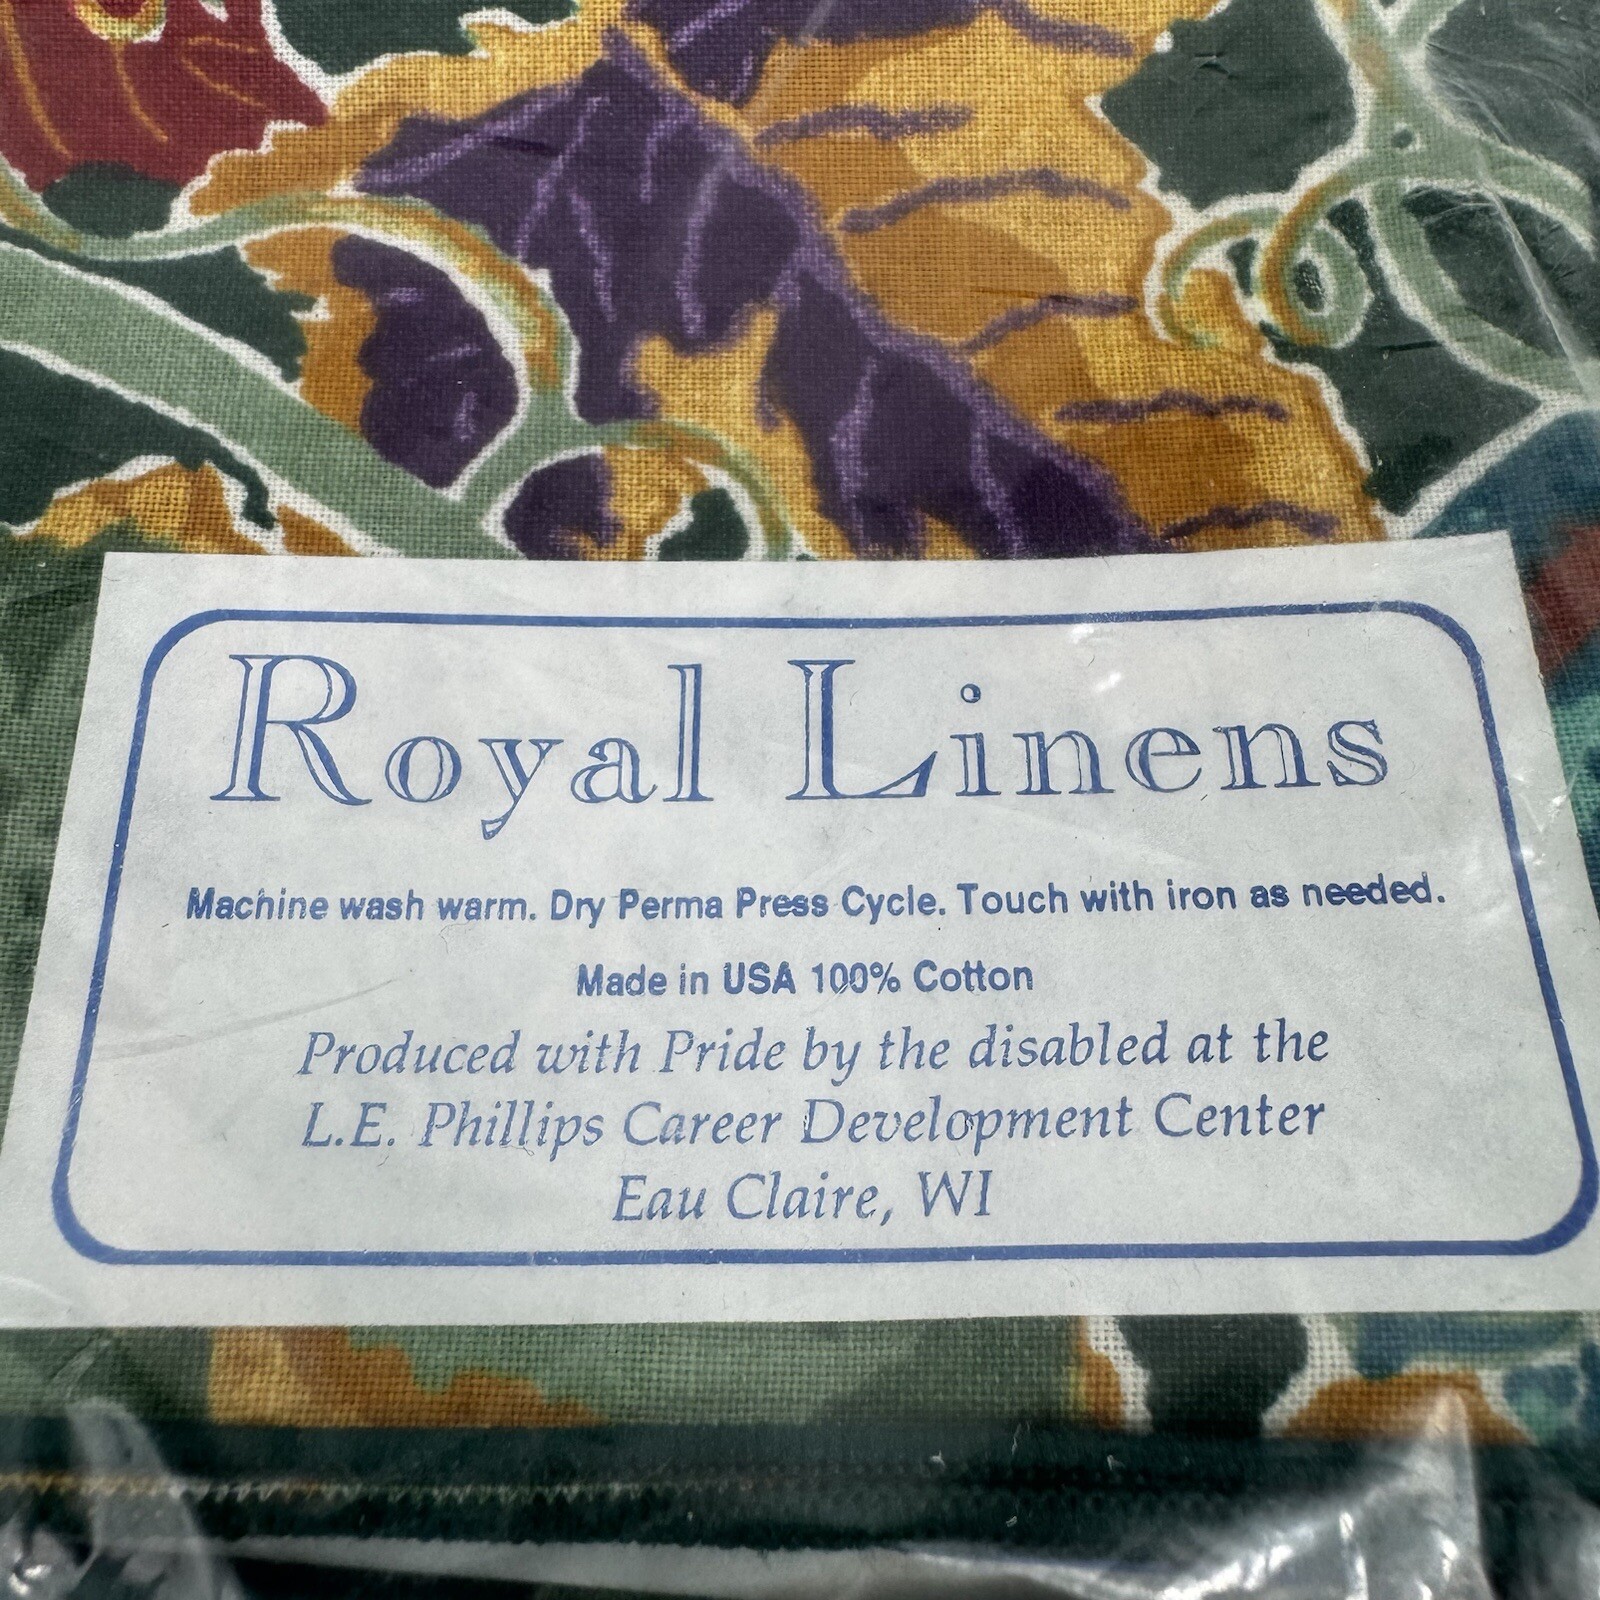 Royal Linens
Machine wash warm. Dry Perma Press Cycle. Touch with iron as needed.
Made in USA 100% Cotton
Produced with Pride by the disabled at the
L.E. Phillips Career Development Center
Eau Claire, WI